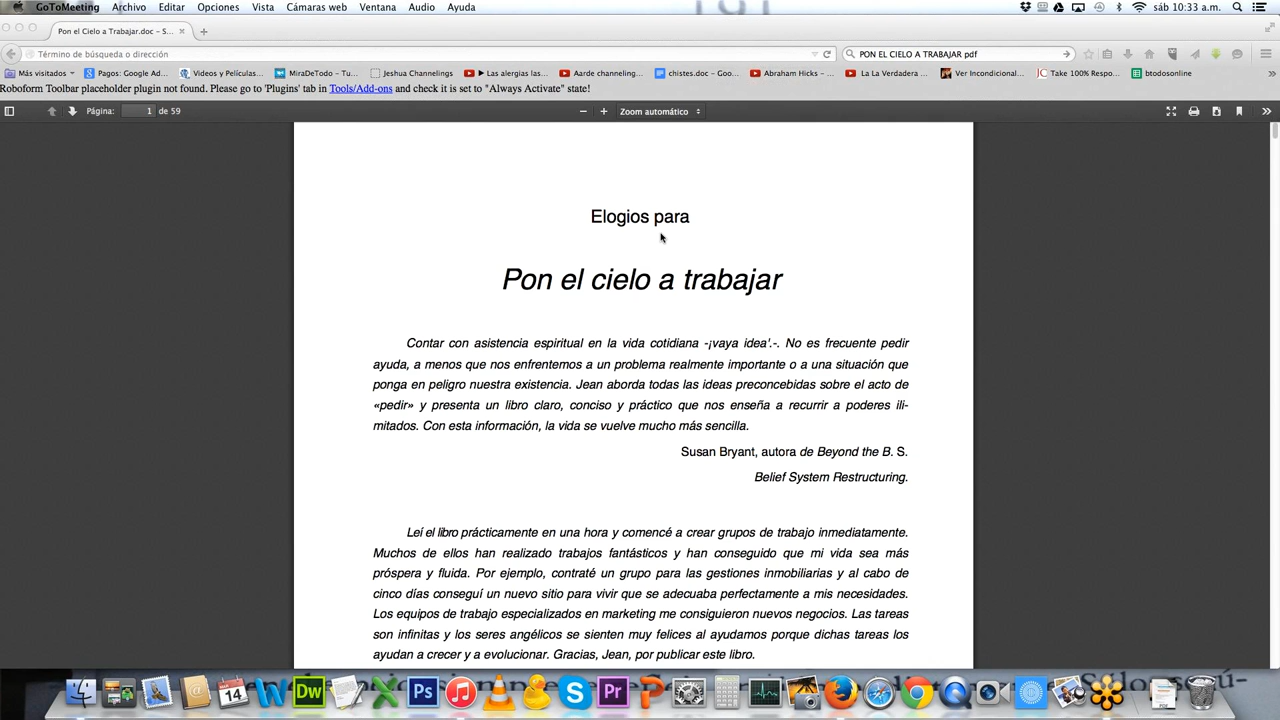 GoToMeeting Archivo Editar Opciones Vista Cámaras web Ventana Audio Ayuda sáb 10:33 a.m.
Pon el Cielo a Trabajar.doc - S...
Término de búsqueda o dirección PON EL CIELO A TRABAJAR pdf
Más visitados Pagos: Google Ad... Videos y Películas... MiraDeTodo - Tu... Jeshua Channelings ▶ Las alergias las... Aarde channeling... chistes.doc - Goo... Abraham Hicks - ... La La Verdadera ... Ver Incondicional... Take 100% Respo... btodosonline
Roboform Toolbar placeholder plugin not found. Please go to 'Plugins' tab in Tools/Add-ons and check it is set to "Always Activate" state!
Página: 1 de 59 Zoom automático
Elogios para
Pon el cielo a trabajar
Contar con asistencia espiritual en la vida cotidiana -¡vaya idea'.-. No es frecuente pedir
ayuda, a menos que nos enfrentemos a un problema realmente importante o a una situación que
ponga en peligro nuestra existencia. Jean aborda todas las ideas preconcebidas sobre el acto de
«pedir» y presenta un libro claro, conciso y práctico que nos enseña a recurrir a poderes ili-
mitados. Con esta información, la vida se vuelve mucho más sencilla.
Susan Bryant, autora de Beyond the B. S.
Belief System Restructuring.
Leí el libro prácticamente en una hora y comencé a crear grupos de trabajo inmediatamente.
Muchos de ellos han realizado trabajos fantásticos y han conseguido que mi vida sea más
próspera y fluida. Por ejemplo, contraté un grupo para las gestiones inmobiliarias y al cabo de
cinco días conseguí un nuevo sitio para vivir que se adecuaba perfectamente a mis necesidades.
Los equipos de trabajo especializados en marketing me consiguieron nuevos negocios. Las tareas
son infinitas y los seres angélicos se sienten muy felices al ayudamos porque dichas tareas los
ayudan a crecer y a evolucionar. Gracias, Jean, por publicar este libro.
14 Dw Ps Pr